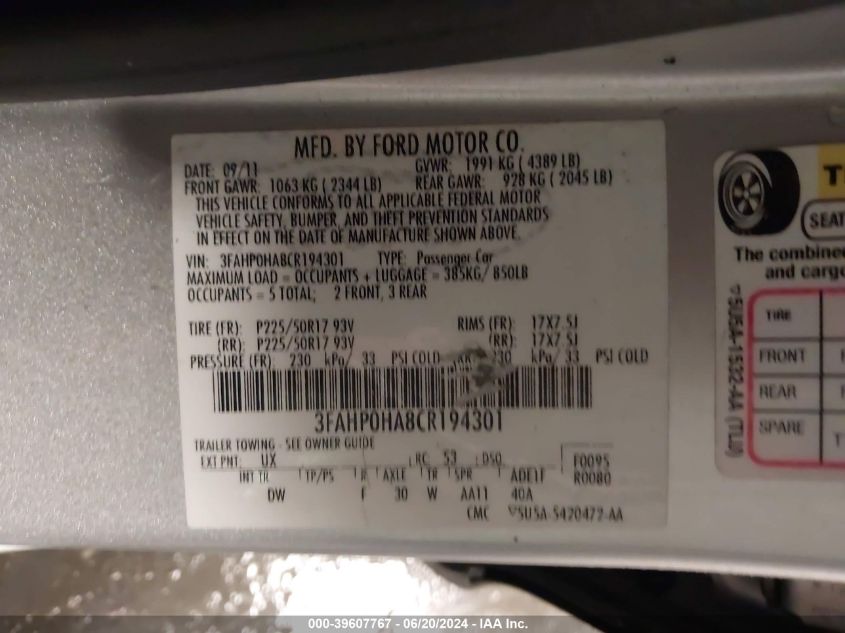 MFD. BY FORD MOTOR CO.
DATE: 09/11 GVWR: 1991 KG ( 4389 LB)
FRONT GAWR: 1063 KG ( 2344 LB) REAR GAWR: 928 KG ( 2045 LB)
THIS VEHICLE CONFORMS TO ALL APPLICABLE FEDERAL MOTOR
VEHICLE SAFETY, BUMPER, AND THEFT PREVENTION STANDARDS
IN EFFECT ON THE DATE OF MANUFACTURE SHOWN ABOVE.
VIN: 3FAHP0HA8CR194301 TYPE: Passenger Car
MAXIMUM LOAD = OCCUPANTS + LUGGAGE = 385KG/ 850LB
OCCUPANTS = 5 TOTAL; 2 FRONT, 3 REAR
TIRE (FR): P225/50R17 93V RIMS (FR): 17X7.5J
(RR): P225/50R17 93V (RR): 17X7.5J
PRESSURE (FR): 230 kPa/ 33 PSI COLD 230 kPa/ 33 PSI COLD
3FAHP0HA8CR194301
TRAILER TOWING - SEE OWNER GUIDE
EXT PNT: UX RC: 53 DSO: F0095
INT TR TP/PS R AXLE TR SPR ADE1F R0080
DW F 30 W AA11 40A
CMC ▽5U5A-5420472-AA
T
SEAT
The combine
and cargo
▽5U5A-1532-AA (TLU)
TIRE
FRONT
REAR
SPARE
T
000-39607767 - 06/20/2024 - IAA Inc.